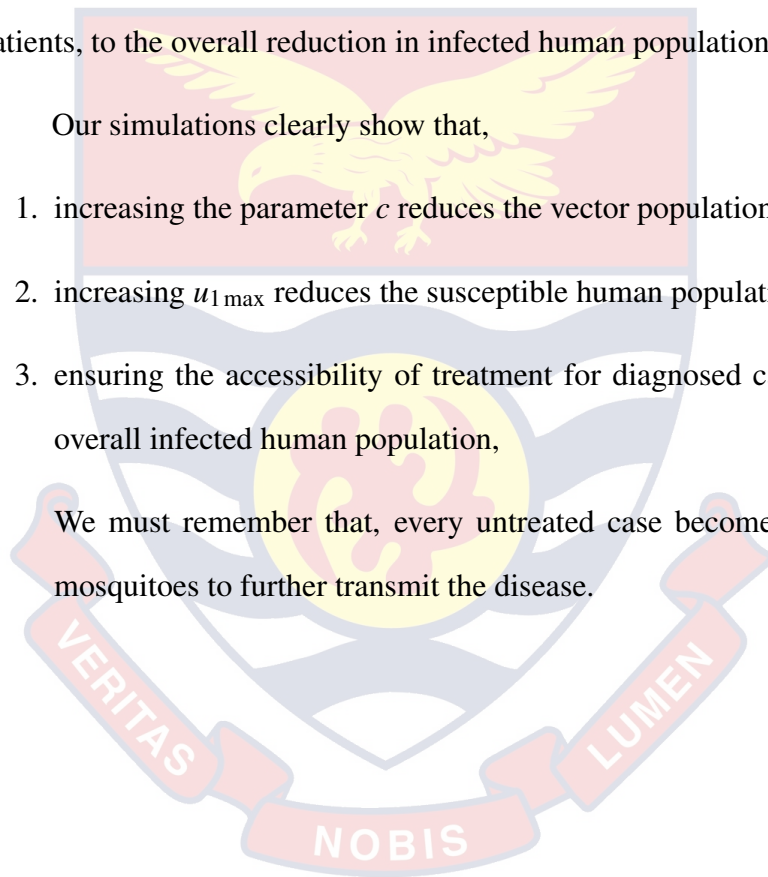 atients, to the overall reduction in infected human population
Our simulations clearly show that,
1. increasing the parameter c reduces the vector population
2. increasing u1 max reduces the susceptible human populati
3. ensuring the accessibility of treatment for diagnosed c
overall infected human population,
We must remember that, every untreated case become
mosquitoes to further transmit the disease.
VERITAS
NOBIS
LUMEN